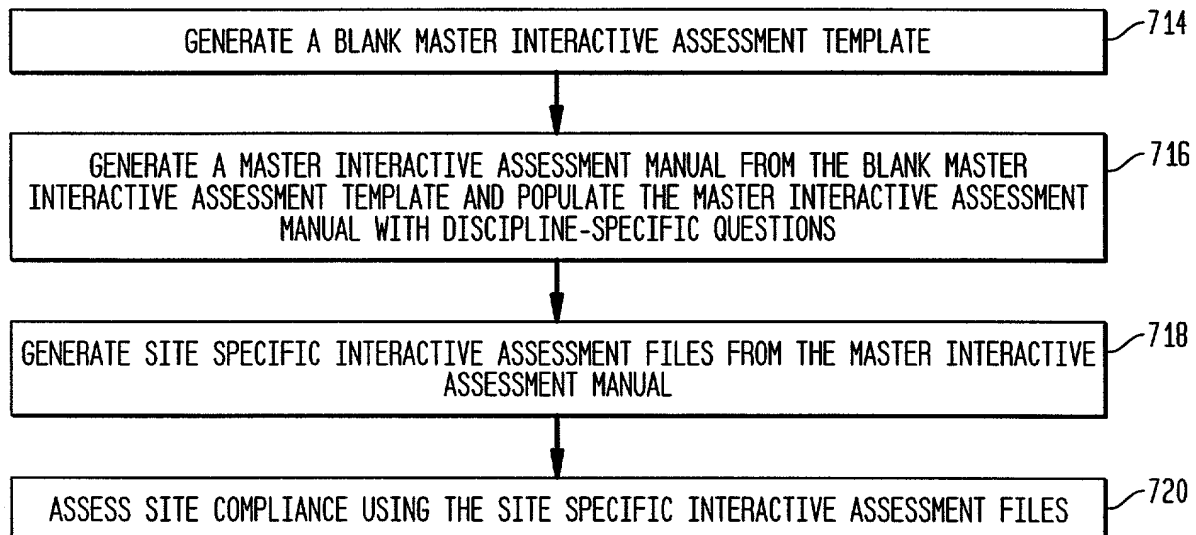 GENERATE A BLANK MASTER INTERACTIVE ASSESSMENT TEMPLATE
714
GENERATE A MASTER INTERACTIVE ASSESSMENT MANUAL FROM THE BLANK MASTER
INTERACTIVE ASSESSMENT TEMPLATE AND POPULATE THE MASTER INTERACTIVE ASSESSMENT
MANUAL WITH DISCIPLINE-SPECIFIC QUESTIONS
716
GENERATE SITE SPECIFIC INTERACTIVE ASSESSMENT FILES FROM THE MASTER INTERACTIVE
ASSESSMENT MANUAL
718
ASSESS SITE COMPLIANCE USING THE SITE SPECIFIC INTERACTIVE ASSESSMENT FILES
720